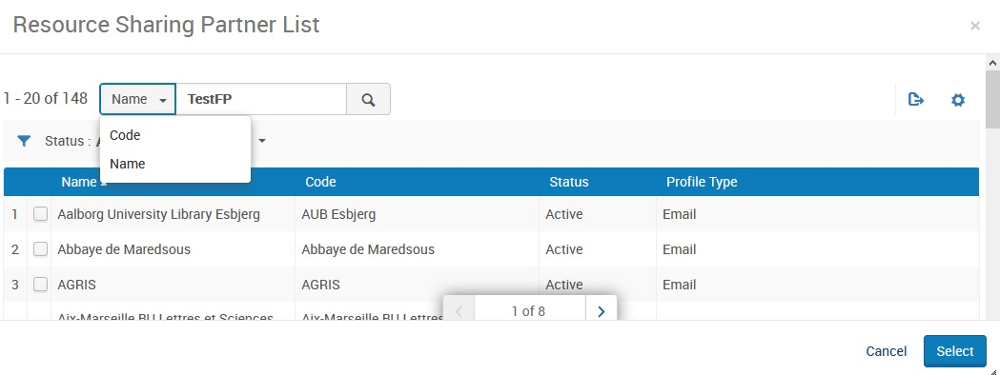 Resource Sharing Partner List
×
1 - 20 of 148 Name TestFP
Code
Name
Status :
Name Code Status Profile Type
1 Aalborg University Library Esbjerg AUB Esbjerg Active Email
2 Abbaye de Maredsous Abbaye de Maredsous Active Email
3 AGRIS AGRIS Active Email
Aix-Marseille BU Lettres et Sciences Aix-Marseille BU Lettres
1 of 8
Cancel Select